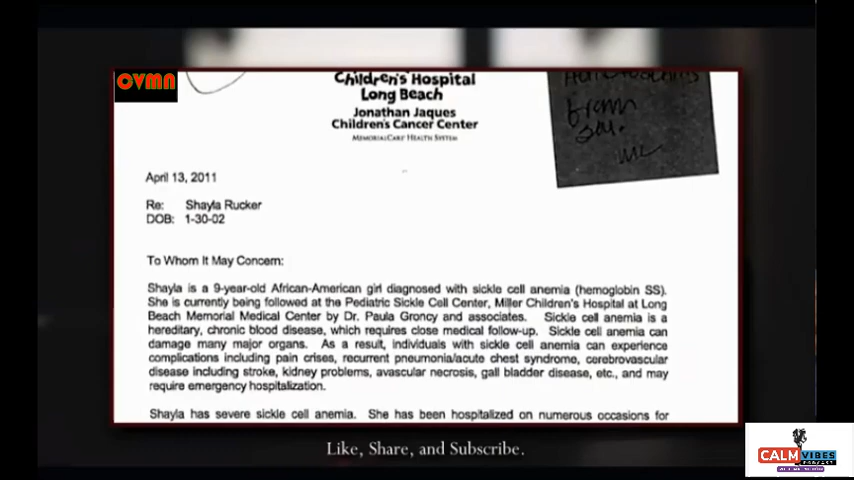 OVMN
Children's Hospital
Long Beach
Jonathan Jaques
Children's Cancer Center
MEMORIALCARE HEALTH SYSTEM
from
April 13, 2011
Re: Shayla Rucker
DOB: 1-30-02
To Whom It May Concern:
Shayla is a 9-year-old African-American girl diagnosed with sickle cell anemia (hemoglobin SS).
She is currently being followed at the Pediatric Sickle Cell Center, Miller Children's Hospital at Long
Beach Memorial Medical Center by Dr. Paula Groncy and associates. Sickle cell anemia is a
hereditary, chronic blood disease, which requires close medical follow-up. Sickle cell anemia can
damage many major organs. As a result, individuals with sickle cell anemia can experience
complications including pain crises, recurrent pneumonia/acute chest syndrome, cerebrovascular
disease including stroke, kidney problems, avascular necrosis, gall bladder disease, etc., and may
require emergency hospitalization.
Shayla has severe sickle cell anemia. She has been hospitalized on numerous occasions for
Like, Share, and Subscribe.
CALM VIBES
PODCAST